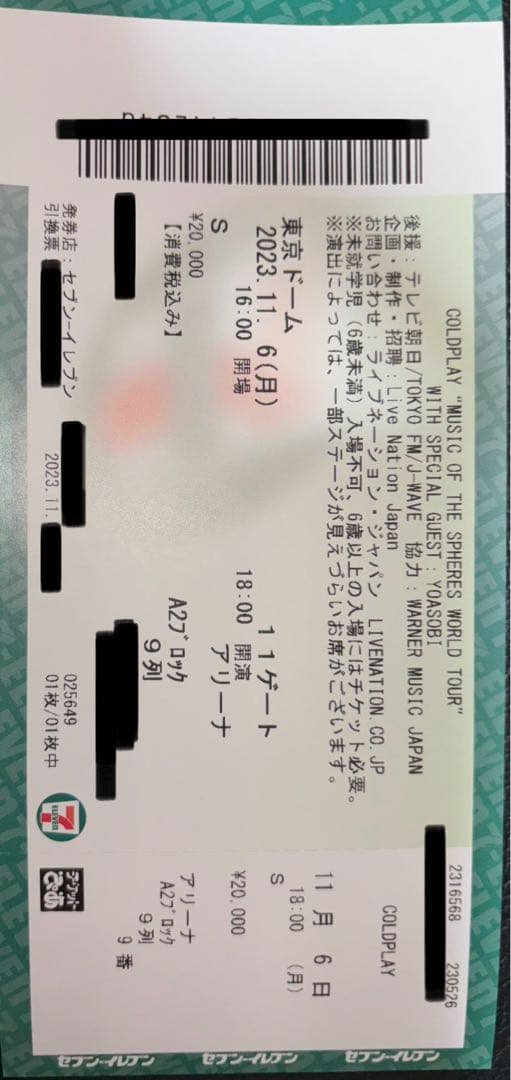 COLDPLAY "MUSIC OF THE SPHERES WORLD TOUR"
WITH SPECIAL GUEST : YOASOBI
後援：テレビ朝日/TOKYO FM/J-WAVE 協力：WARNER MUSIC JAPAN
企画・制作・招聘：Live Nation Japan
お問い合わせ：ライブネーション・ジャパン LIVENATION.CO.JP
※未就学児（6歳未満）入場不可、6歳以上の入場にはチケット必要。
※演出によっては、一部ステージが見えづらいお席がございます。
東京ドーム
2023.11. 6(月)
16:00 開場
18:00 開演
11ゲート
アリーナ
S
¥20,000
【消費税込み】
A2ブロック
9列
発券店：セブン-イレブン
引換票
2023.11.
025649
01枚/01枚中
7
ELEVEN
チケットぴあ
2316568
230526
COLDPLAY
11月 6日
18:00 (月)
S
¥20,000
アリーナ
A2ブロック
9列
9番
セブン-イレブン
セブン-イレブン
セブン-イレブン